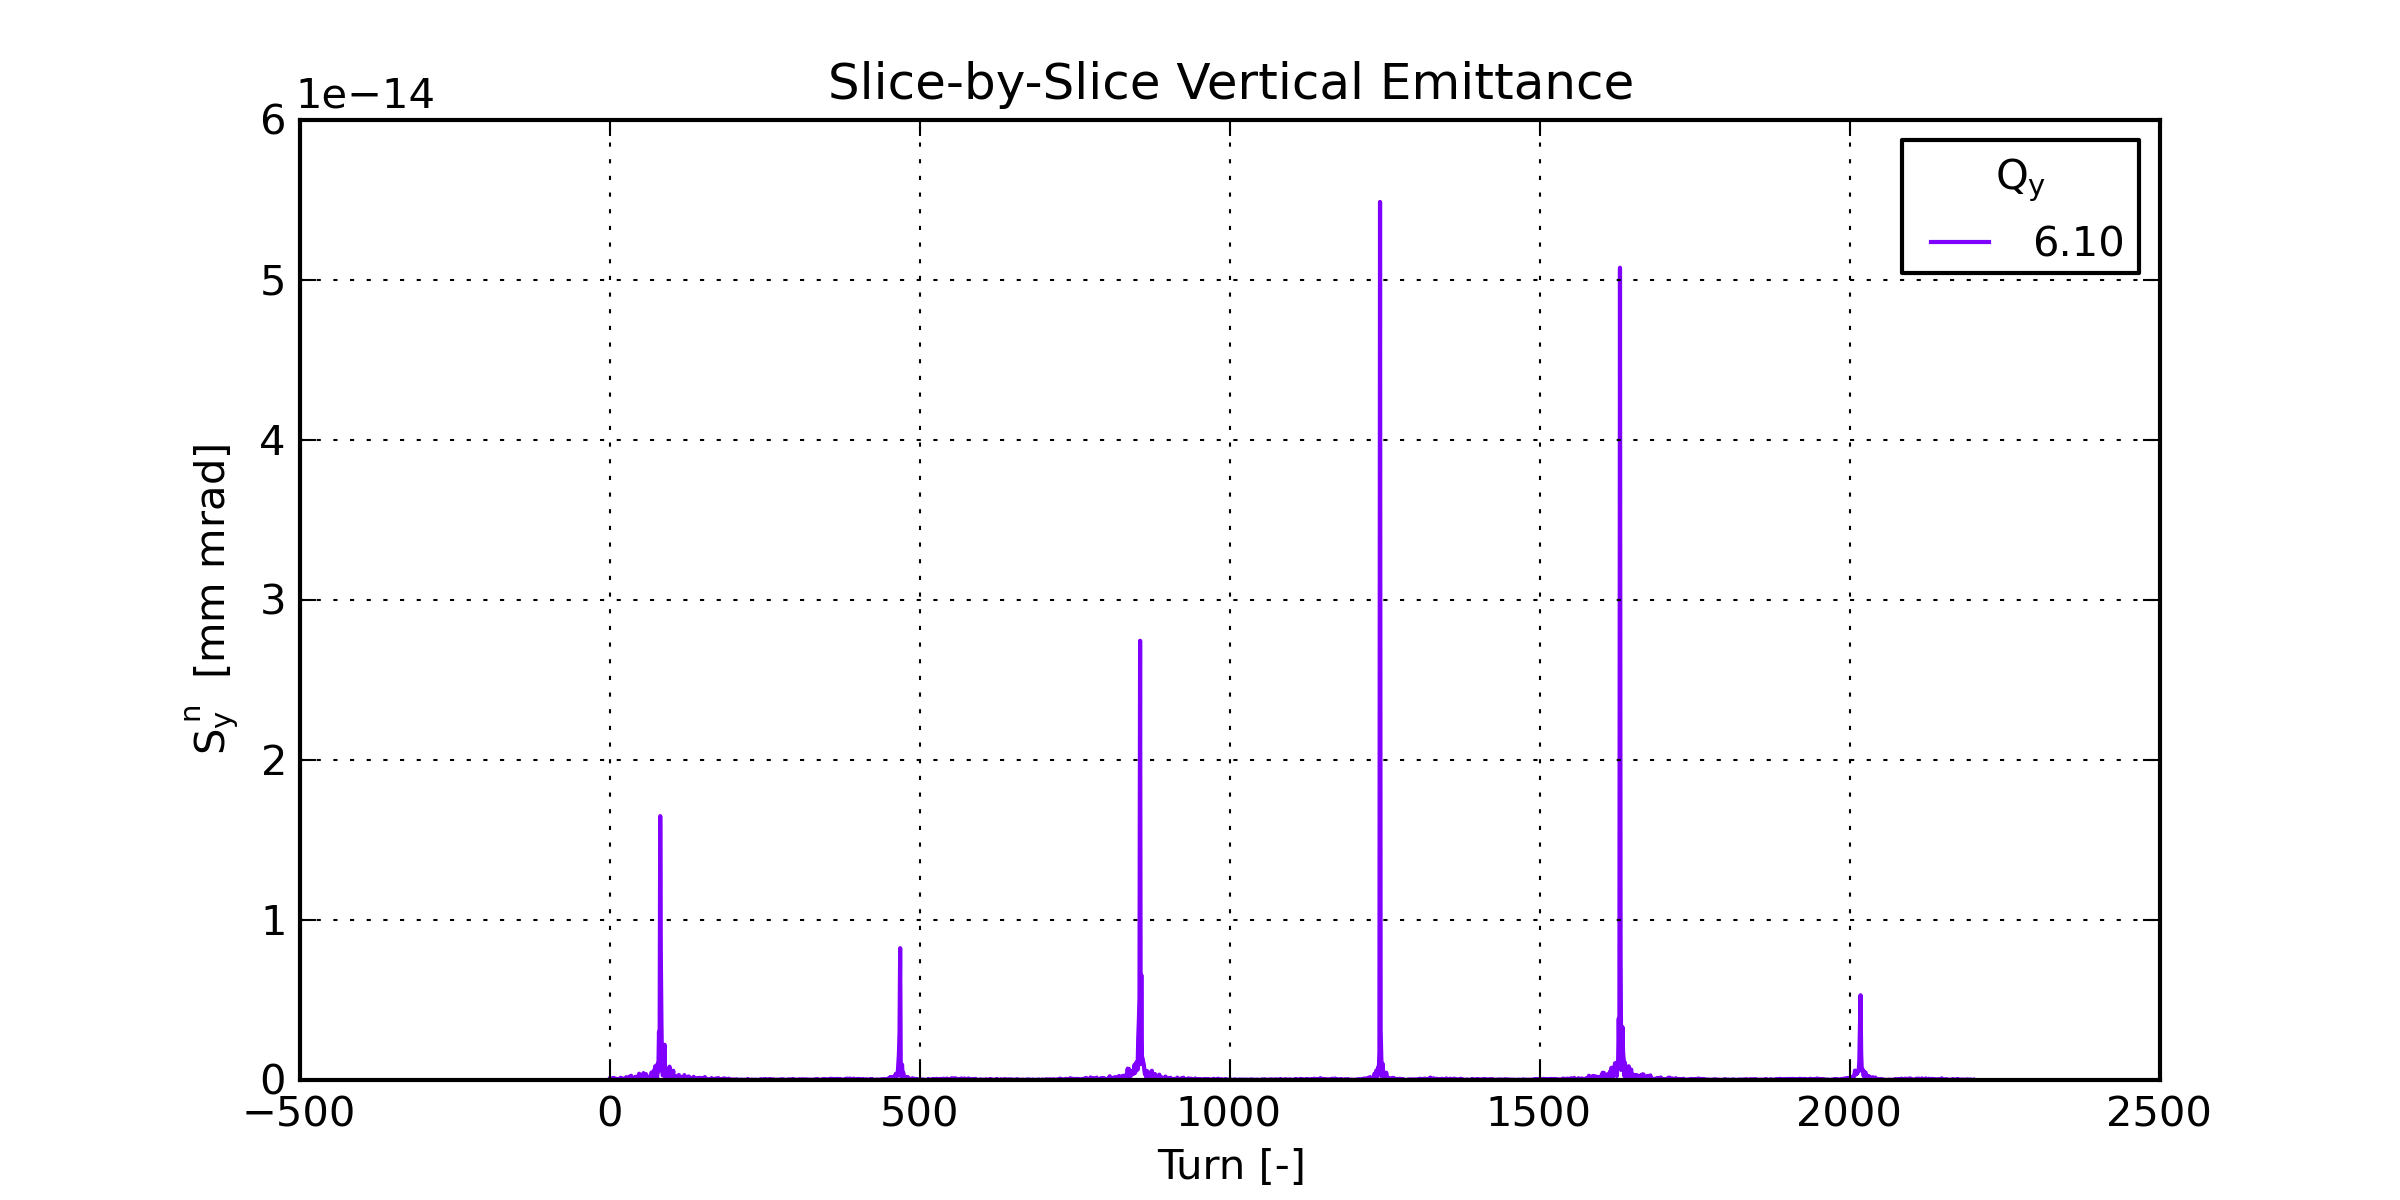 Slice-by-Slice Vertical Emittance
1e−14
6
5
4
3
2
1
0
S_y^n [mm mrad]
−500 0 500 1000 1500 2000 2500
Turn [-]
Q_y
6.10